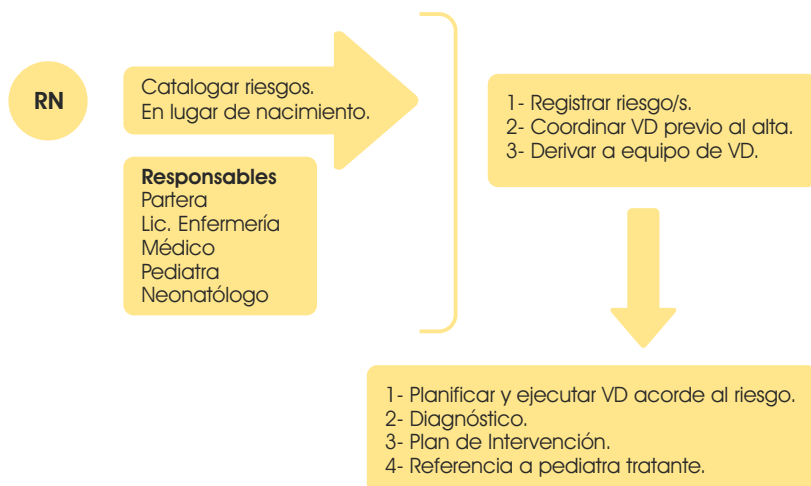 RN
Catalogar riesgos.
En lugar de nacimiento.
Responsables
Partera
Lic. Enfermería
Médico
Pediatra
Neonatólogo
1- Registrar riesgo/s.
2- Coordinar VD previo al alta.
3- Derivar a equipo de VD.
1- Planificar y ejecutar VD acorde al riesgo.
2- Diagnóstico.
3- Plan de Intervención.
4- Referencia a pediatra tratante.